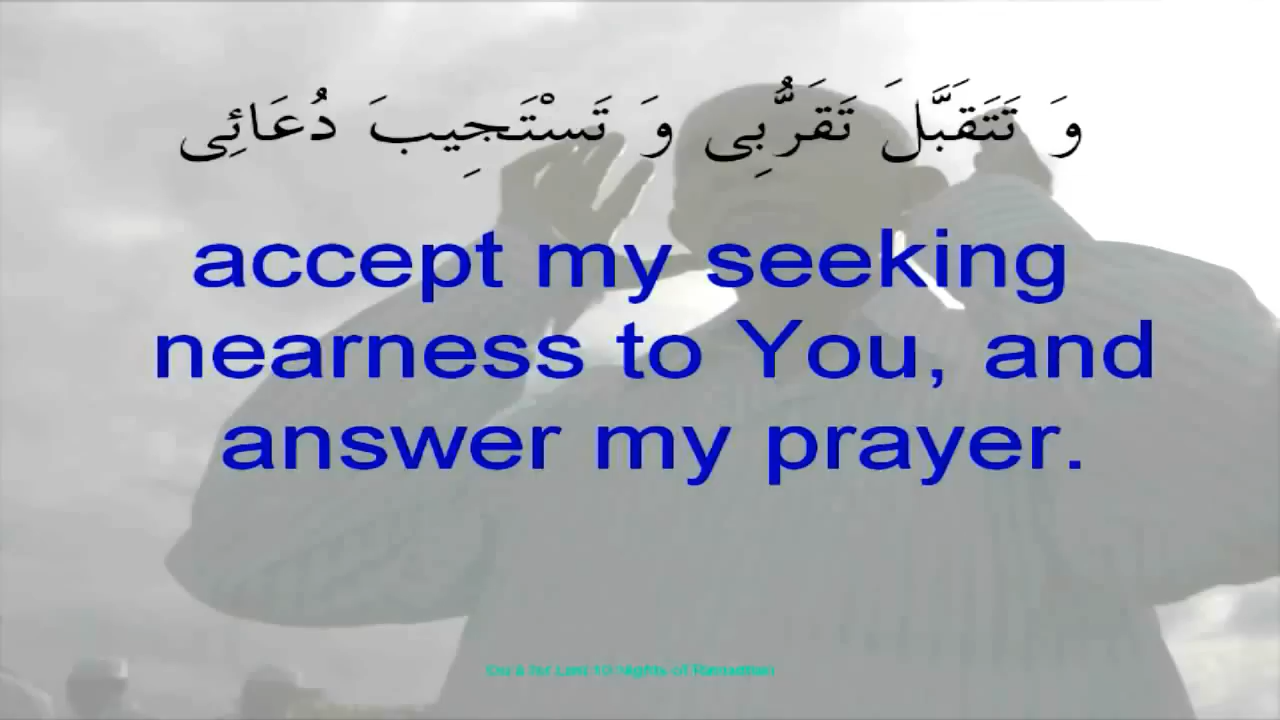 وَ تَتَقَبَّلَ تَقَرُّبِى وَ تَسْتَجِيبَ دُعَائِى
accept my seeking
nearness to You, and
answer my prayer.
Du'a for Last 10 Nights of Ramadhan